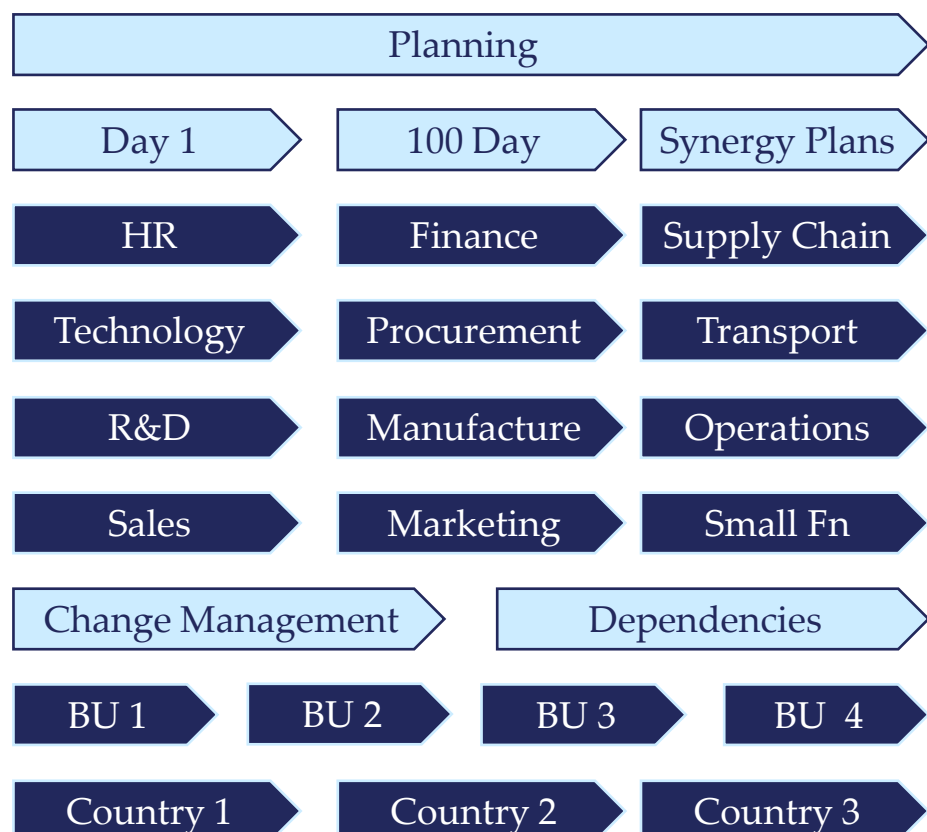 Planning
Day 1
100 Day
Synergy Plans
HR
Finance
Supply Chain
Technology
Procurement
Transport
R&D
Manufacture
Operations
Sales
Marketing
Small Fn
Change Management
Dependencies
BU 1
BU 2
BU 3
BU 4
Country 1
Country 2
Country 3